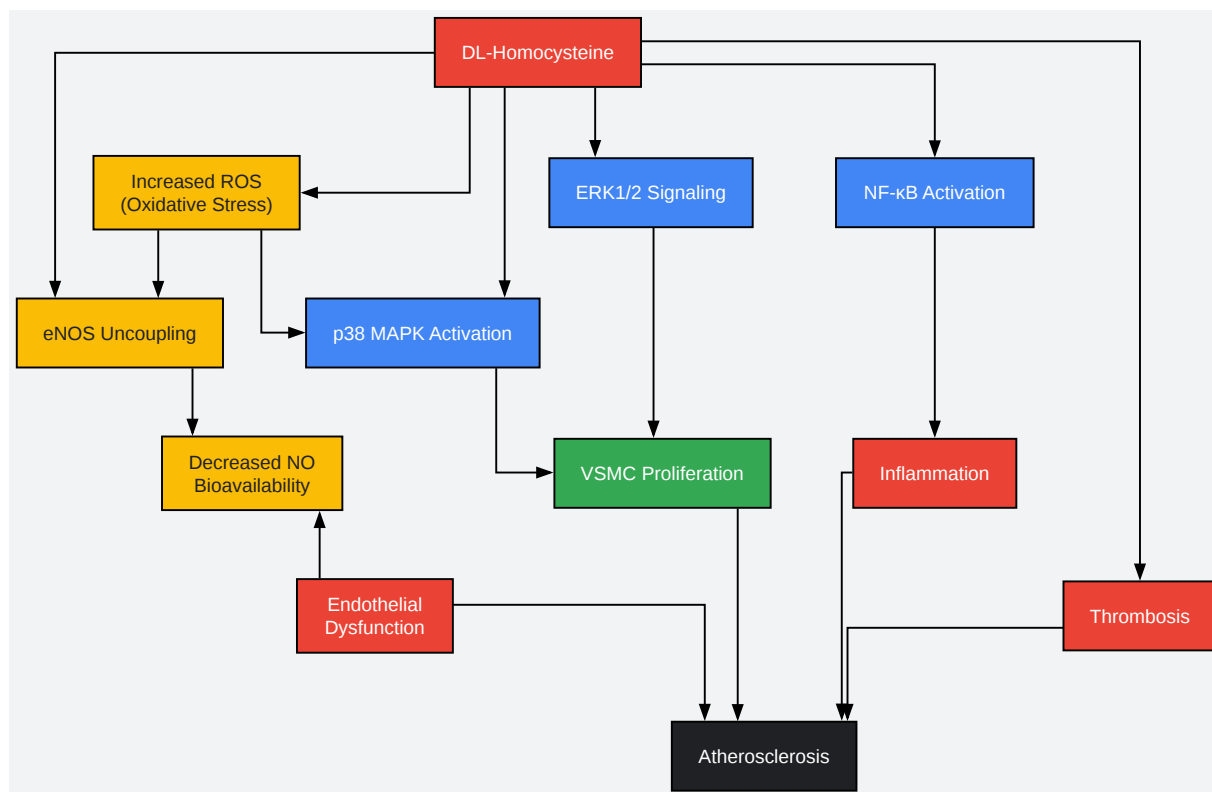 DL-Homocysteine
Increased ROS
(Oxidative Stress)
ERK1/2 Signaling
NF-κB Activation
eNOS Uncoupling
p38 MAPK Activation
Decreased NO
Bioavailability
VSMC Proliferation
Inflammation
Endothelial
Dysfunction
Thrombosis
Atherosclerosis